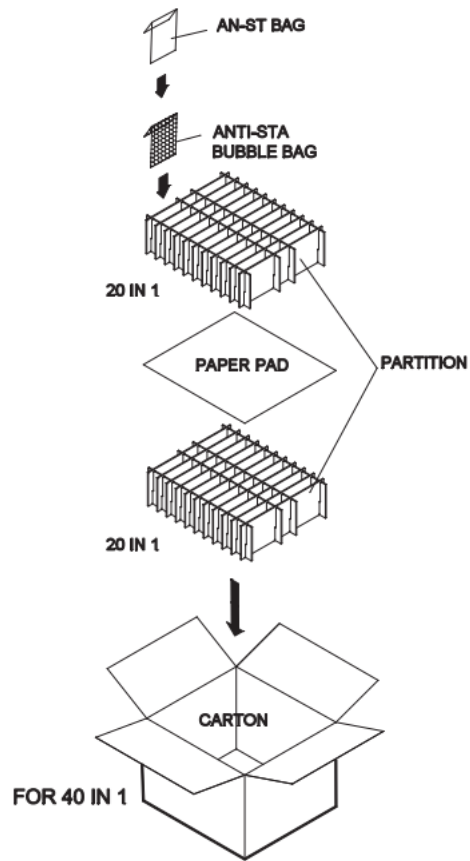 AN-ST BAG
ANTI-STA
BUBBLE BAG
20 IN 1
PAPER PAD
PARTITION
20 IN 1
CARTON
FOR 40 IN 1